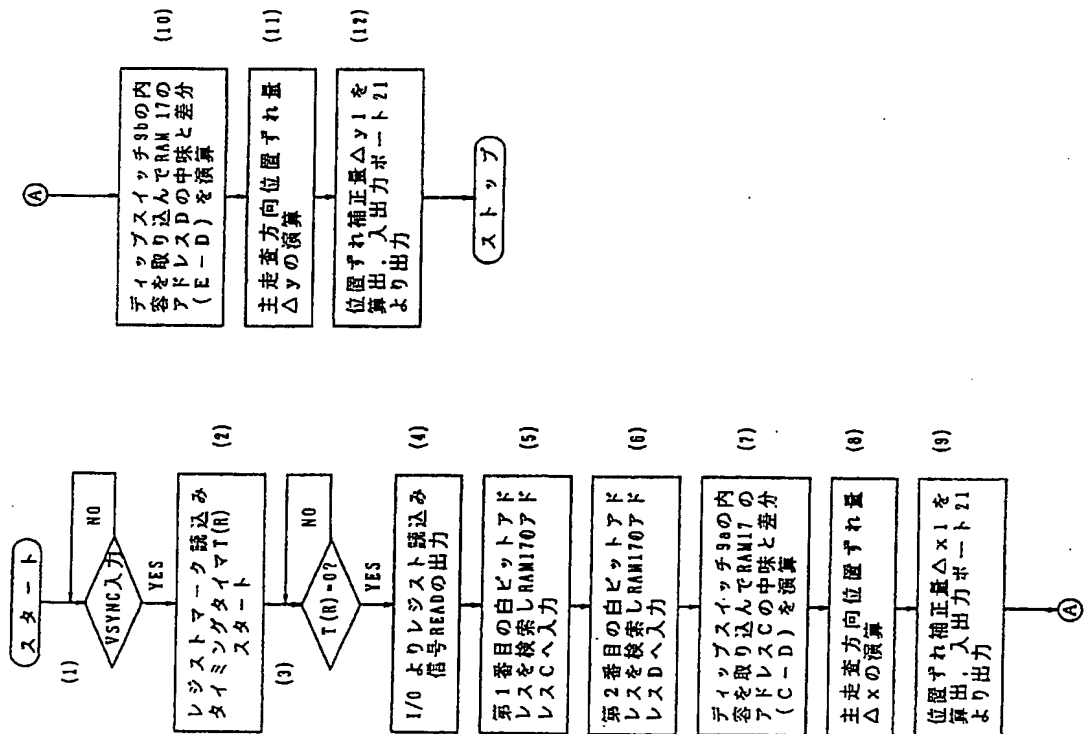 スタート
(1)
VSYNC入力
NO
YES
レジストマーク読込み
タイミングタイマT(R)
スタート
(2)
(3)
T(R)=0?
NO
YES
I/Oよりレジスト読込み
信号READの出力
(4)
第1番目の白ビットアド
レスを検索しRAM170アド
レスCへ入力
(5)
第2番目の白ビットアド
レスを検索しRAM170アド
レスDへ入力
(6)
ディップスイッチ9aの内
容を取り込んでRAM17の
アドレスCの中味と差分
(C-D)を演算
(7)
主走査方向位置ずれ量
△xの演算
(8)
位置ずれ補正量△x1を
算出,入出力ポート21
より出力
(9)
Ⓐ
Ⓐ
ディップスイッチ9bの内
容を取り込んでRAM17の
アドレスDの中味と差分
(E-D)を演算
(10)
主走査方向位置ずれ量
△yの演算
(11)
位置ずれ補正量△y1を
算出,入出力ポート21
より出力
(12)
ストップ